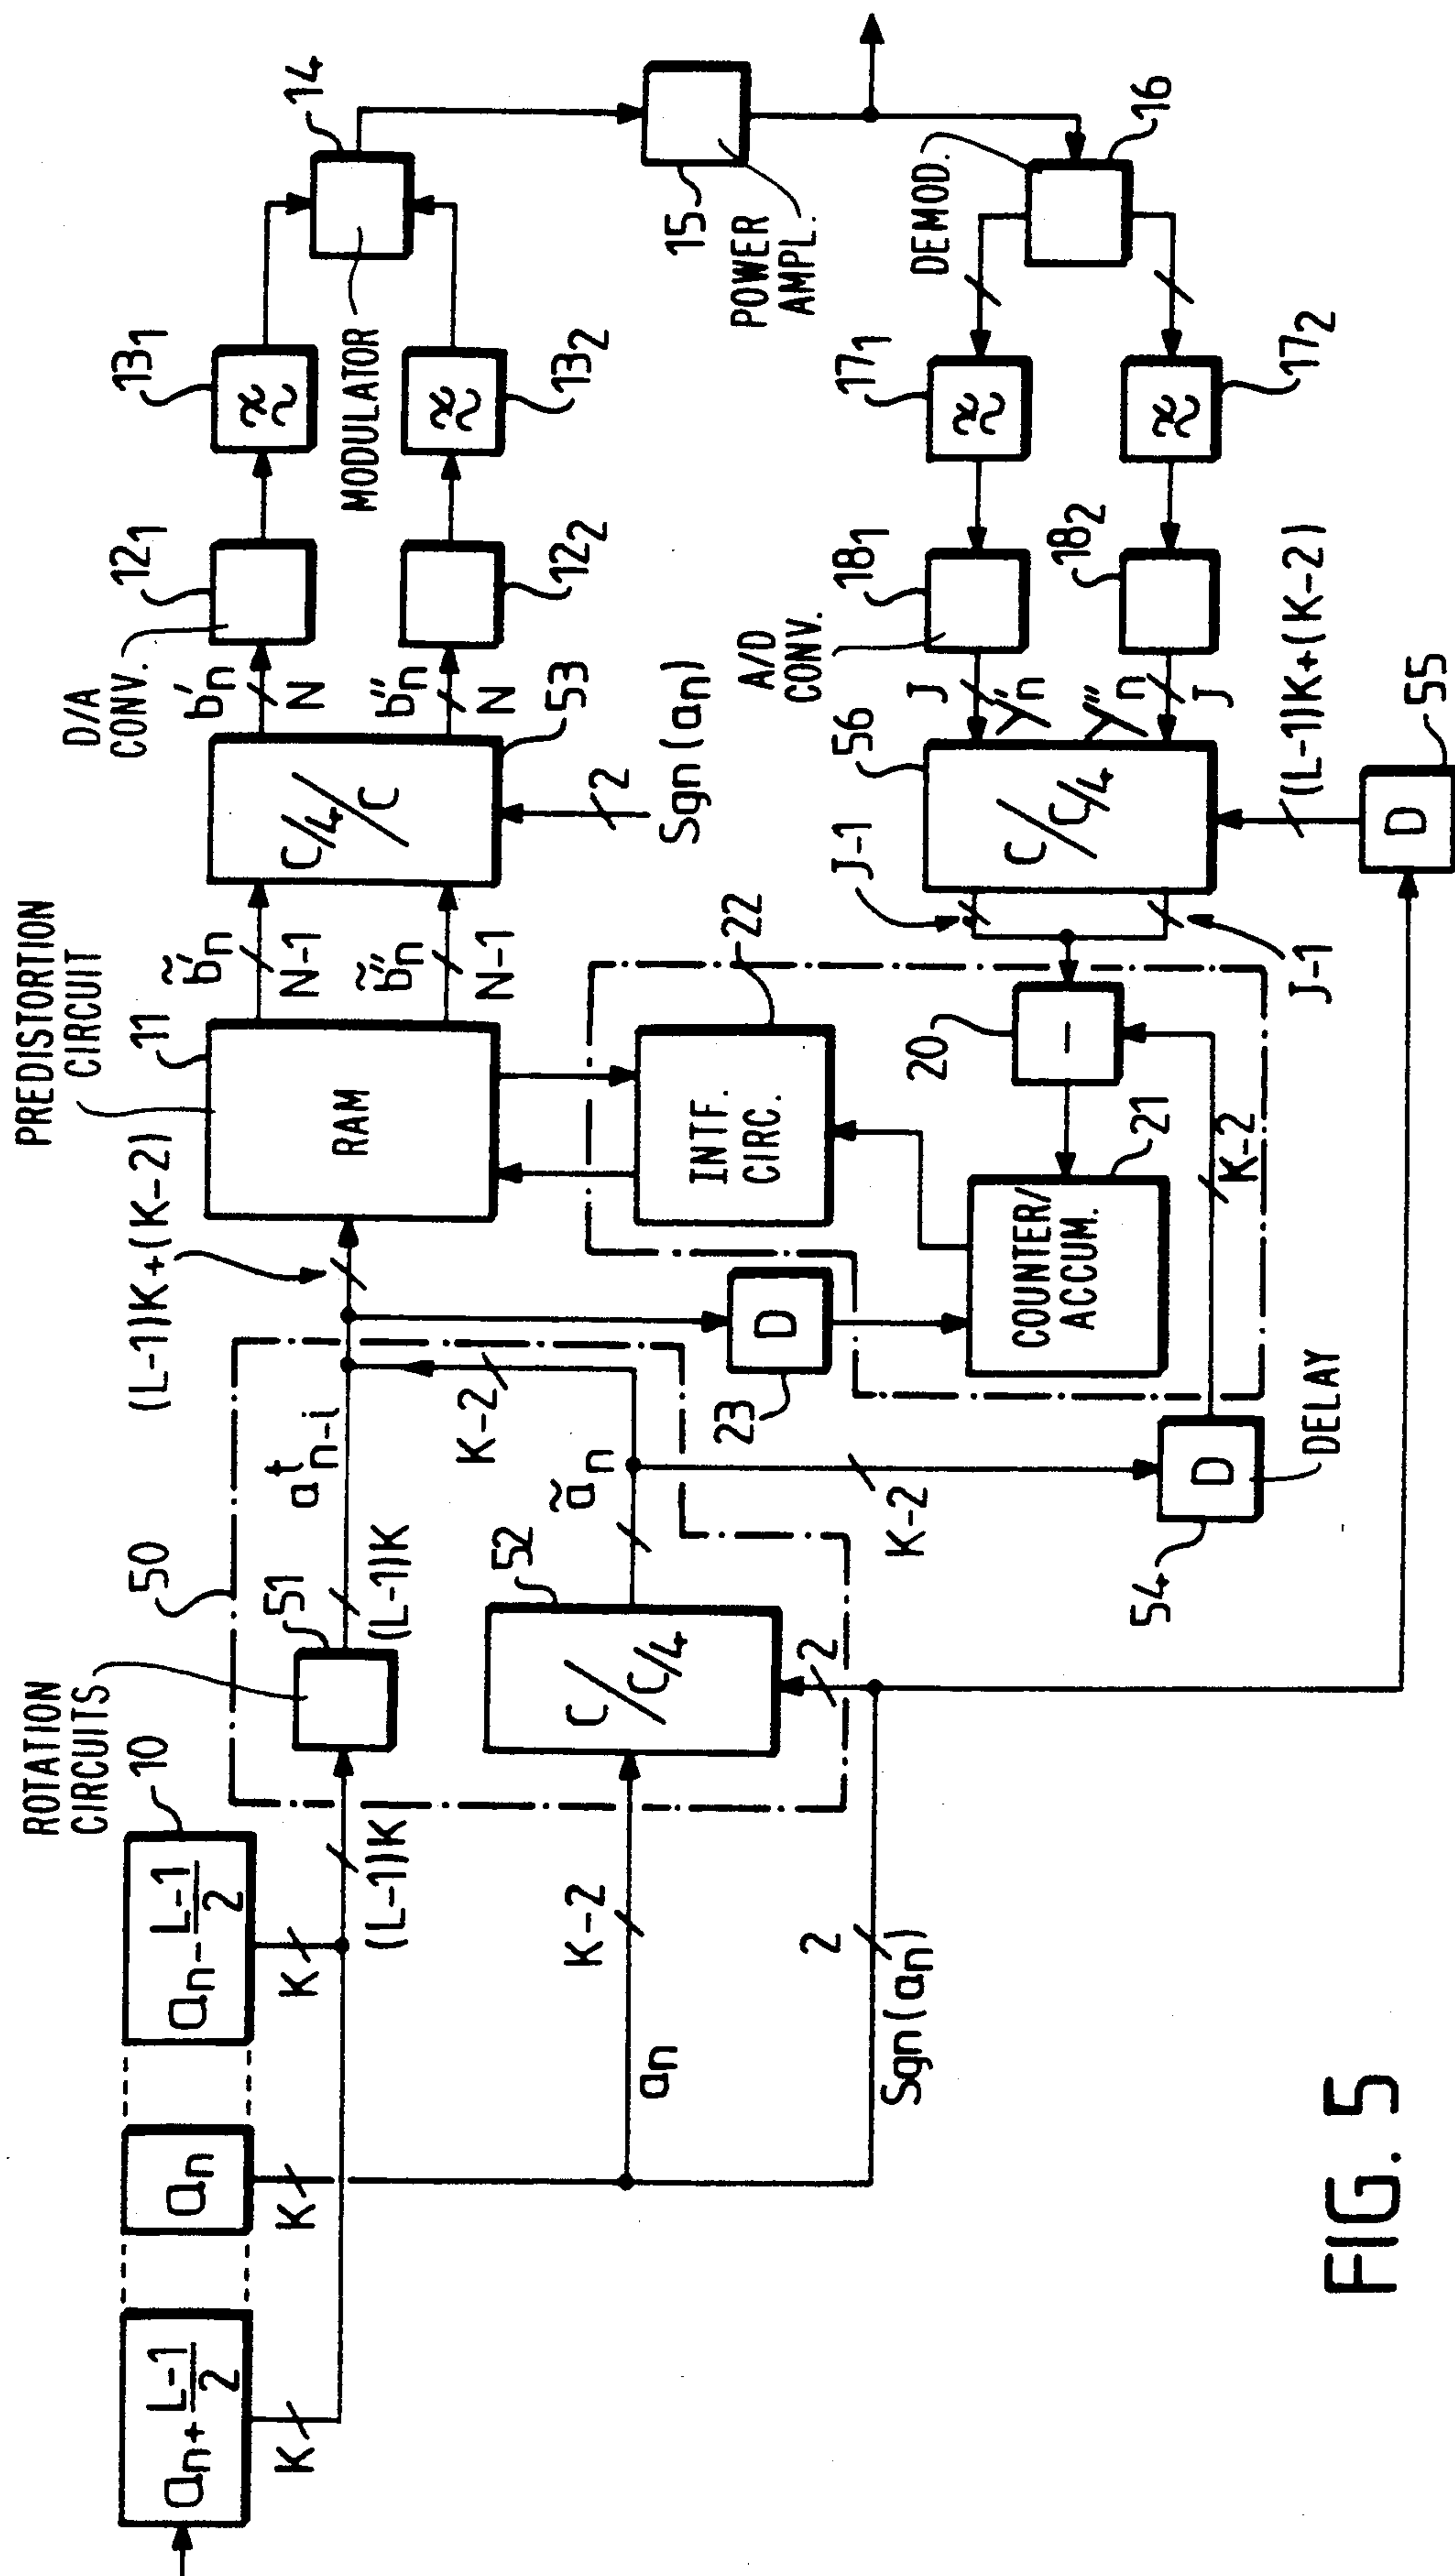 a_{n+\frac{L-1}{2}}
a_n
a_{n-\frac{L-1}{2}}
10
K
K
K
(L-1)K
ROTATION
CIRCUITS
50
51
(L-1)K
a^t_{n-i}
(L-1)K+(K-2)
PREDISTORTION
CIRCUIT
11
RAM
b̃'_n
N-1
b̃''_n
N-1
C/4/C
53
2
Sgn(a_n)
D/A
CONV.
b'_n
N
b''_n
N
12_1
12_2
13_1
13_2
MODULATOR
14
15
POWER
AMPL.
a_n
K-2
C/C/4
52
ã_n
K-2
2
Sgn(a_n)
2
K-2
D
23
INTF.
CIRC.
22
COUNTER/
ACCUM.
21
20
−
K-2
D
54
DELAY
J-1
J-1
C/C/4
56
J
y'_n
y''_n
J
A/D
CONV.
18_1
18_2
17_1
17_2
DEMOD.
16
(L-1)K+(K-2)
D
55
FIG. 5